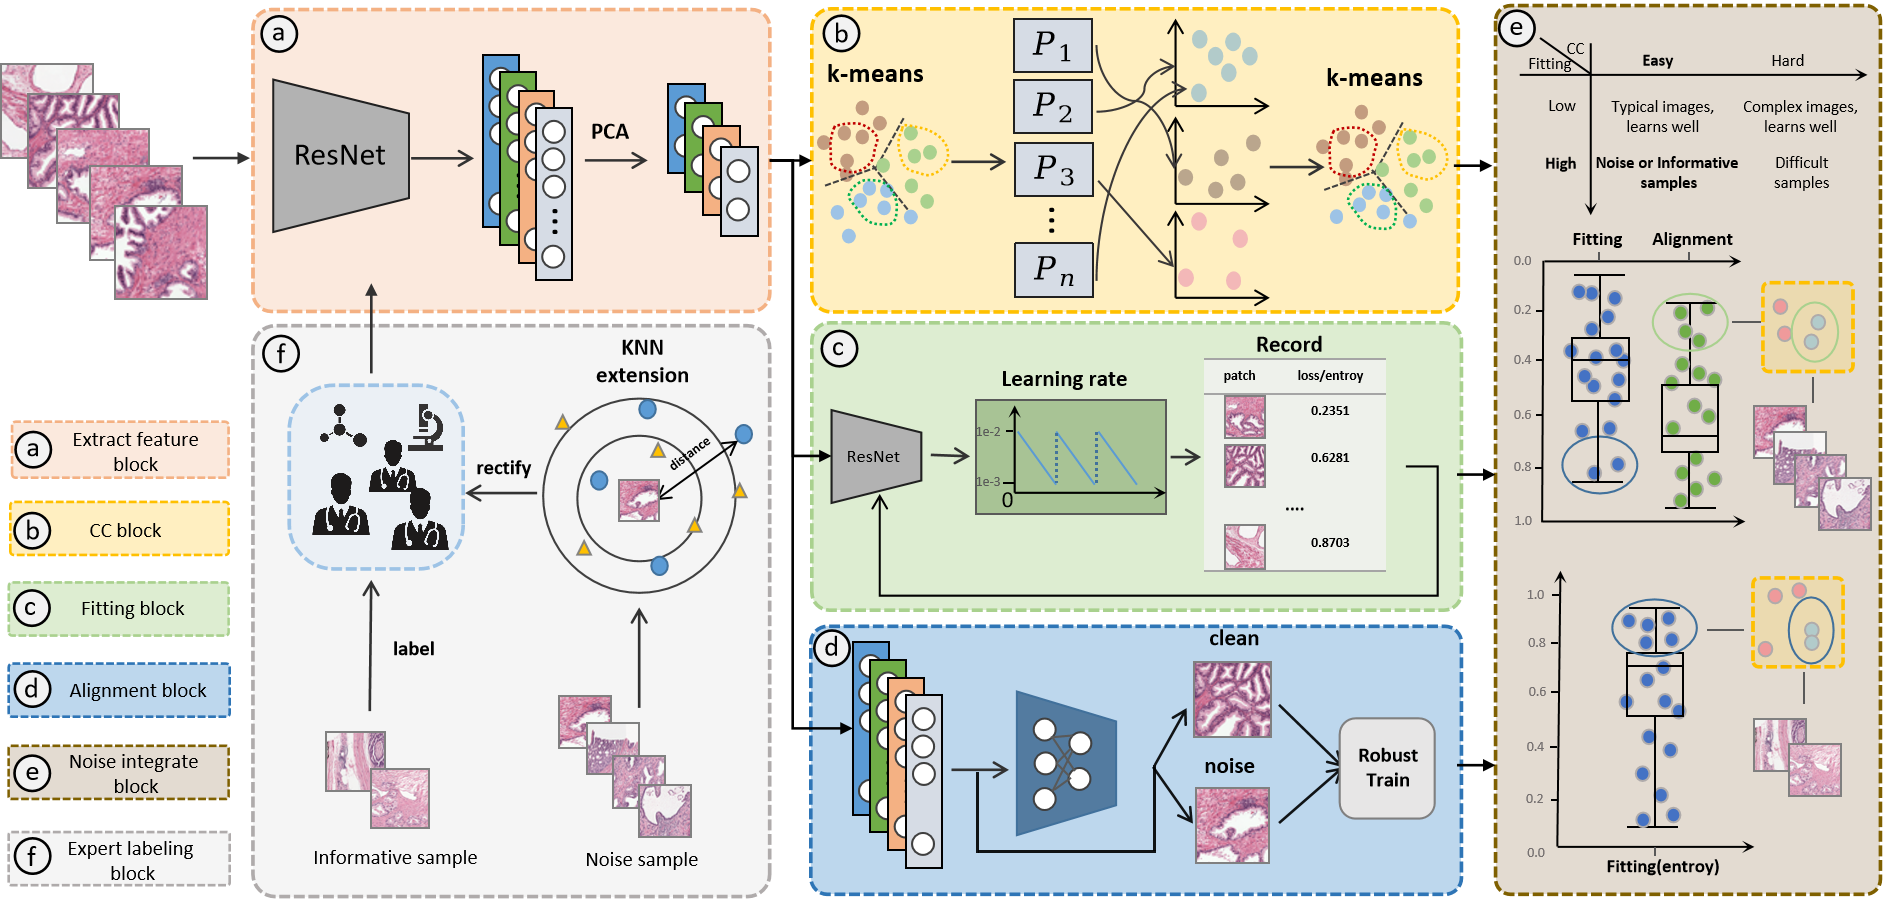 a
ResNet
PCA
b
k-means
P1
P2
P3
Pn
k-means
c
ResNet
Learning rate
1e-2
1e-3
0
Record
patch
loss/entroy
0.2351
0.6281
....
0.8703
d
clean
noise
Robust
Train
e
CC
Fitting
Easy
Hard
Low
Typical images,
learns well
Complex images,
learns well
High
Noise or Informative
samples
Difficult
samples
Fitting
Alignment
0.0
0.2
0.4
0.6
0.8
1.0
1.0
0.8
0.6
0.4
0.2
0.0
Fitting(entroy)
f
KNN
extension
distance
rectify
label
Informative sample
Noise sample
a
Extract feature
block
b
CC block
c
Fitting block
d
Alignment block
e
Noise integrate
block
f
Expert labeling
block